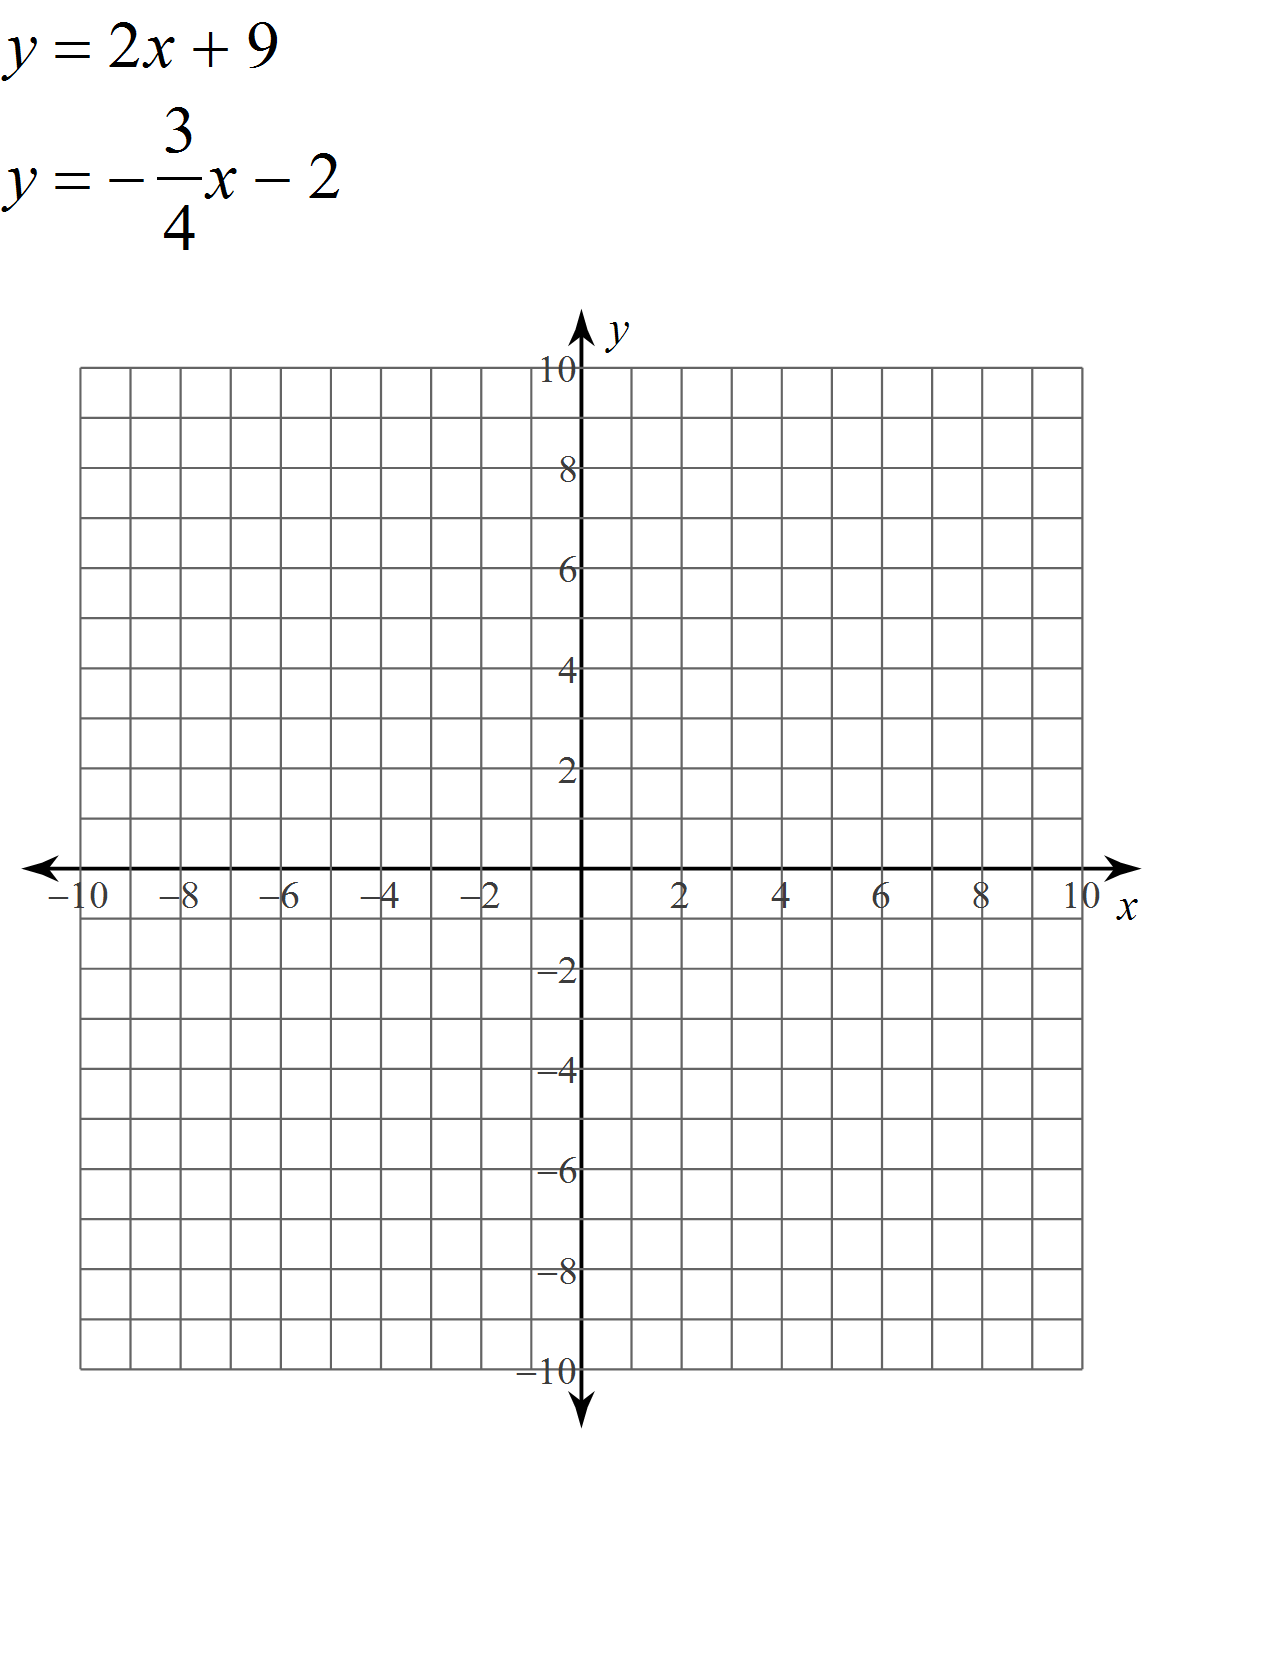 y = 2x + 9
y = -3/4x - 2
y
10
8
6
4
2
–10 –8 –6 –4 –2 2 4 6 8 10 x
–2
–4
–6
–8
–10